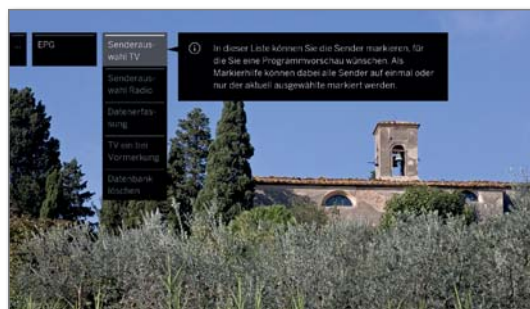 EPG
Senderaus-
wahl TV
In dieser Liste können Sie die Sender markieren, für
die Sie eine Programmvorschau wünschen. Als
Markierhilfe können dabei alle Sender auf einmal oder
nur der aktuell ausgewählte markiert werden.
Senderaus-
wahl Radio
Datenerfas-
sung
TV ein bei
Vormerkung
Datenbank
löschen